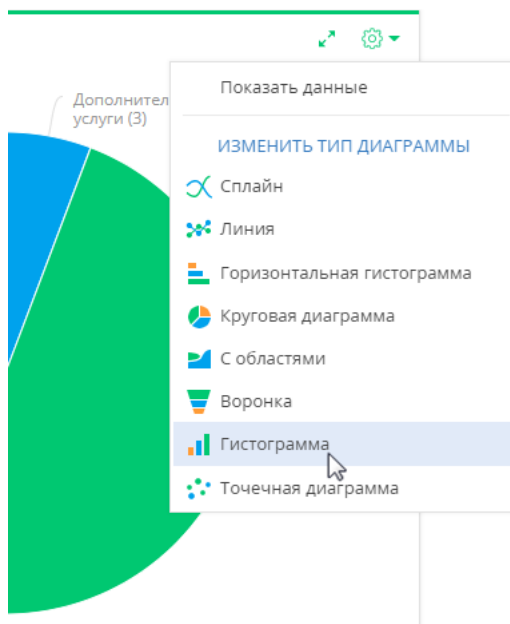 Показать данные
Дополнител
услуги (3)
ИЗМЕНИТЬ ТИП ДИАГРАММЫ
Сплайн
Линия
Горизонтальная гистограмма
Круговая диаграмма
С областями
Воронка
Гистограмма
Точечная диаграмма